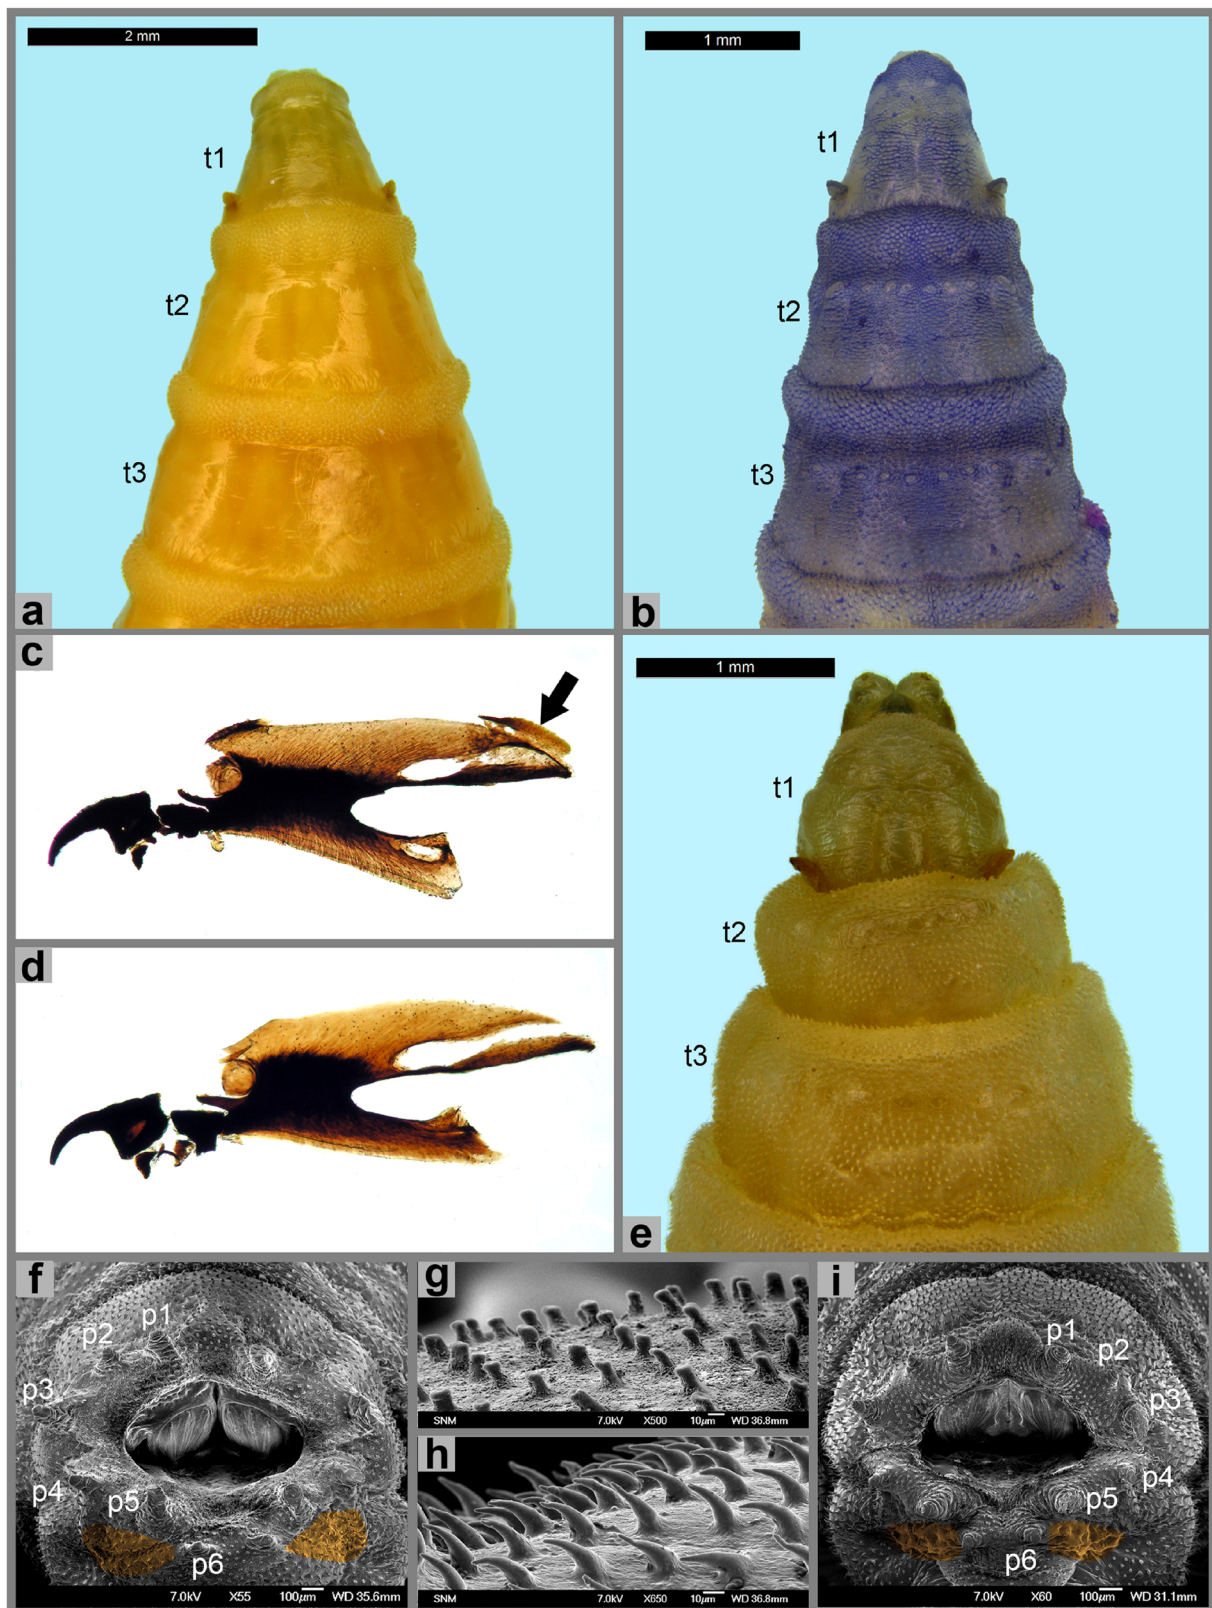 2 mm
t1
t2
t3
a
1 mm
t1
t2
t3
b
c
d
1 mm
t1
t2
t3
e
f
p1
p2
p3
p4
p5
p6
7.0kV X55 100µm WD 35.6mm
g
SNM 7.0kV X500 10µm WD 36.8mm
h
SNM 7.0kV X650 10µm WD 36.8mm
i
p1
p2
p3
p4
p5
p6
7.0kV X60 100µm WD 31.1mm